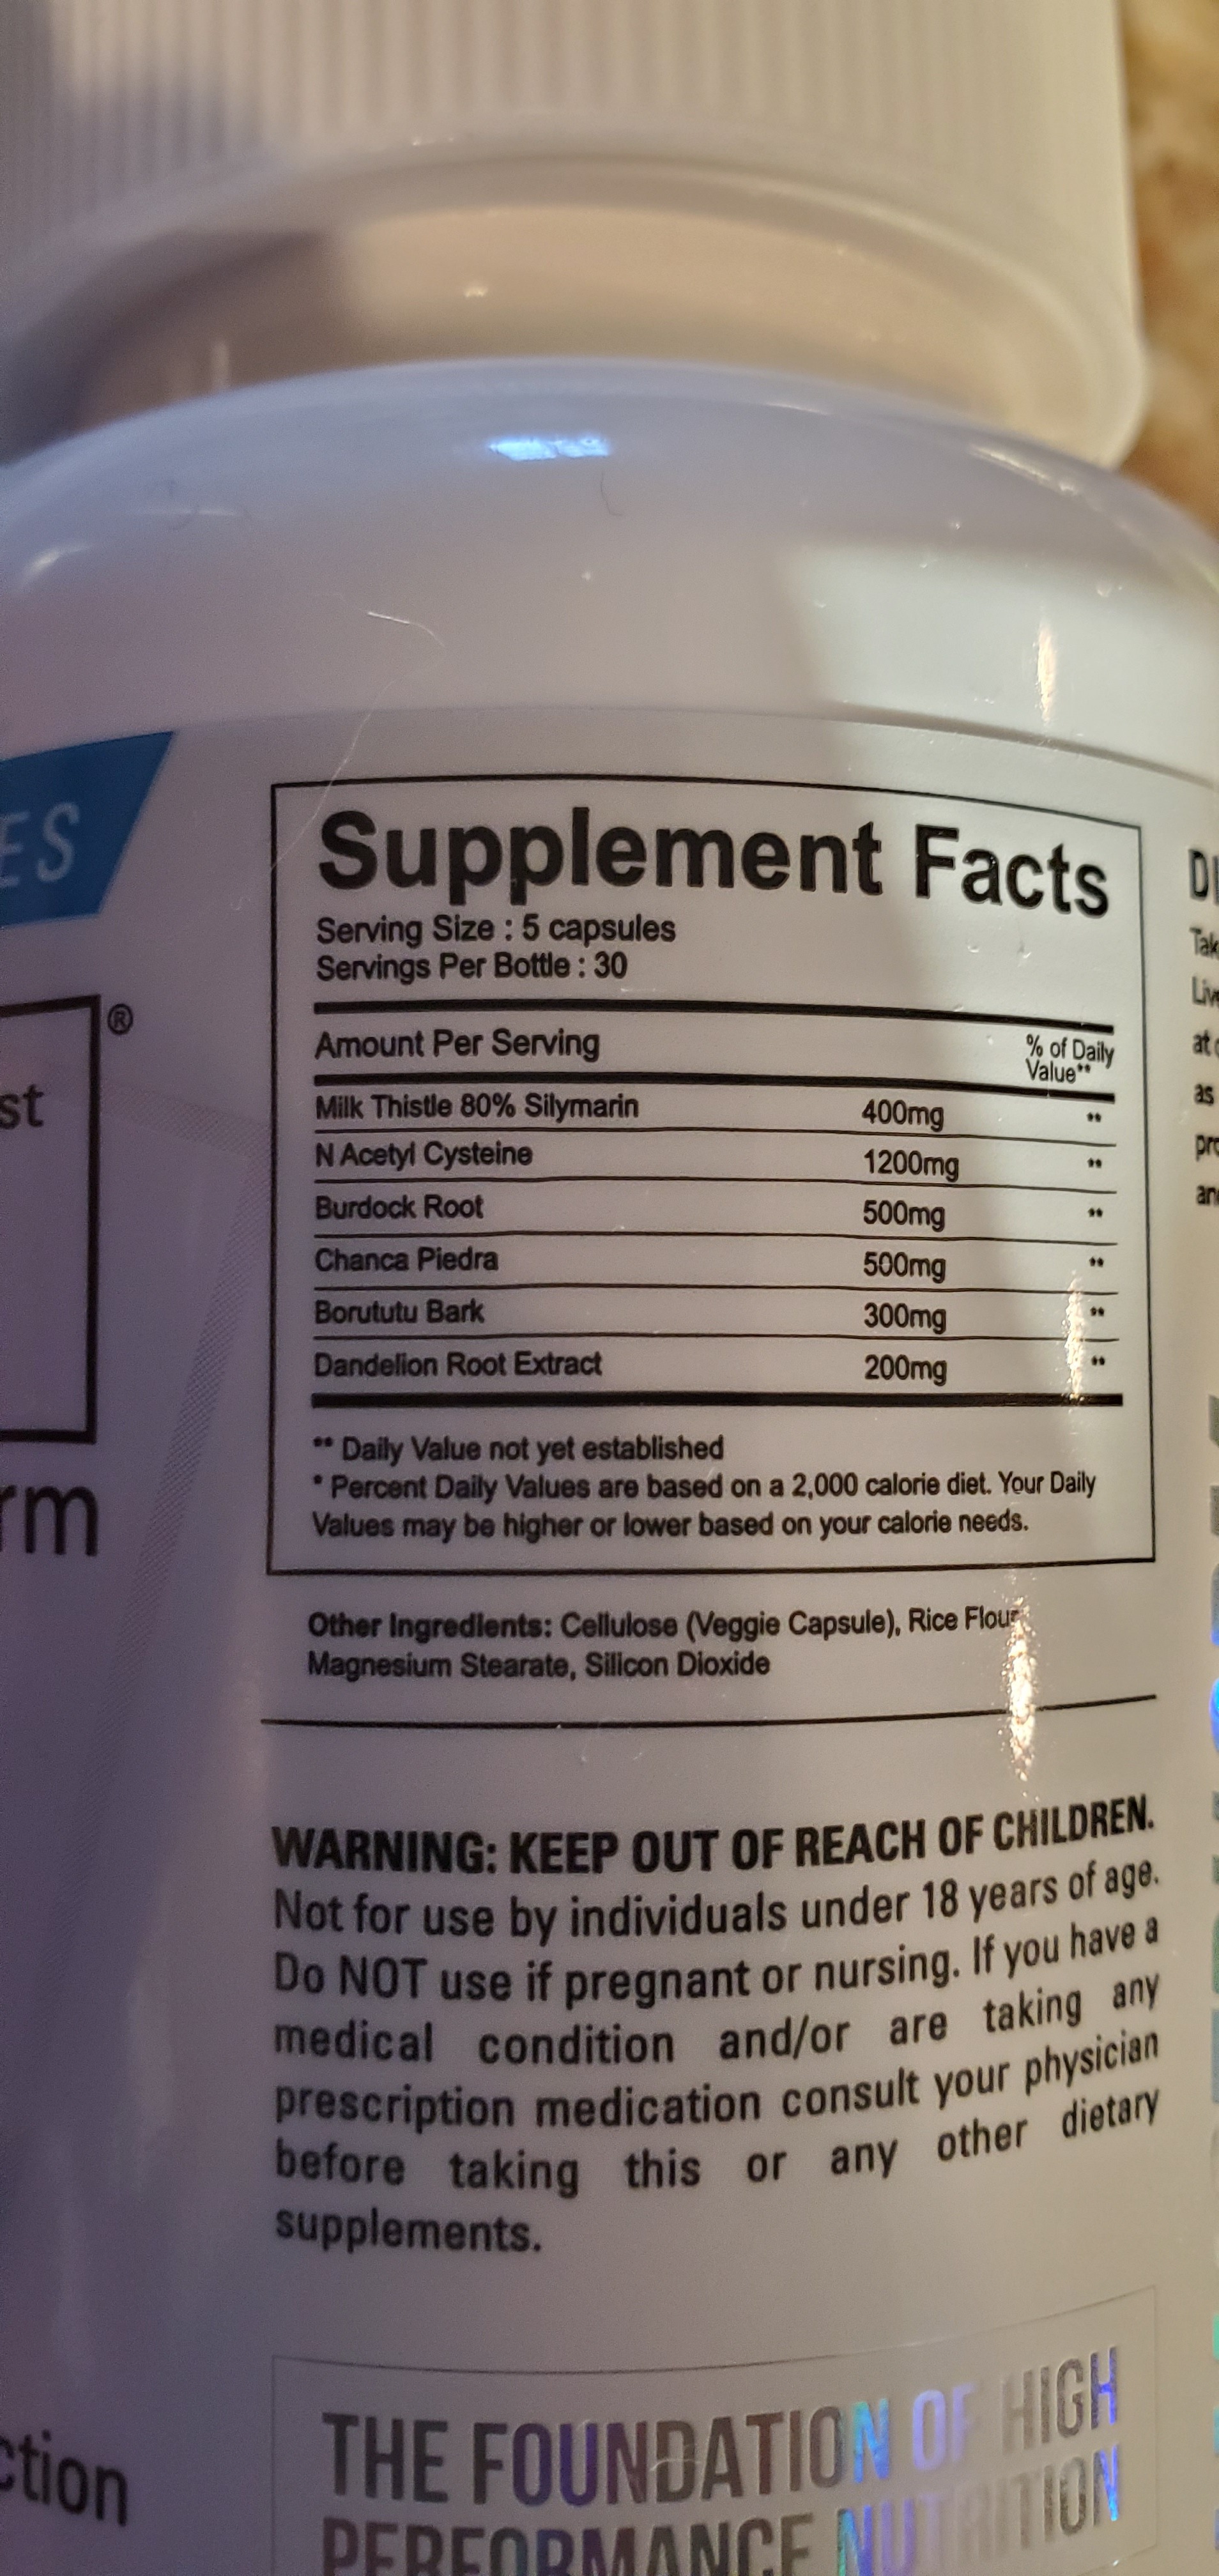 ES
®
st
rm
ction
Supplement Facts
Serving Size : 5 capsules
Servings Per Bottle : 30
Amount Per Serving
% of Daily
Value**
Milk Thistle 80% Silymarin 400mg **
N Acetyl Cysteine 1200mg **
Burdock Root 500mg **
Chanca Piedra 500mg **
Borututu Bark 300mg **
Dandelion Root Extract 200mg **
** Daily Value not yet established
* Percent Daily Values are based on a 2,000 calorie diet. Your Daily
Values may be higher or lower based on your calorie needs.
Other Ingredients: Cellulose (Veggie Capsule), Rice Flour
Magnesium Stearate, Silicon Dioxide
WARNING: KEEP OUT OF REACH OF CHILDREN.
Not for use by individuals under 18 years of age.
Do NOT use if pregnant or nursing. If you have a
medical condition and/or are taking any
prescription medication consult your physician
before taking this or any other dietary
supplements.
THE FOUNDATION OF HIGH
PERFORMANCE NUTRITION